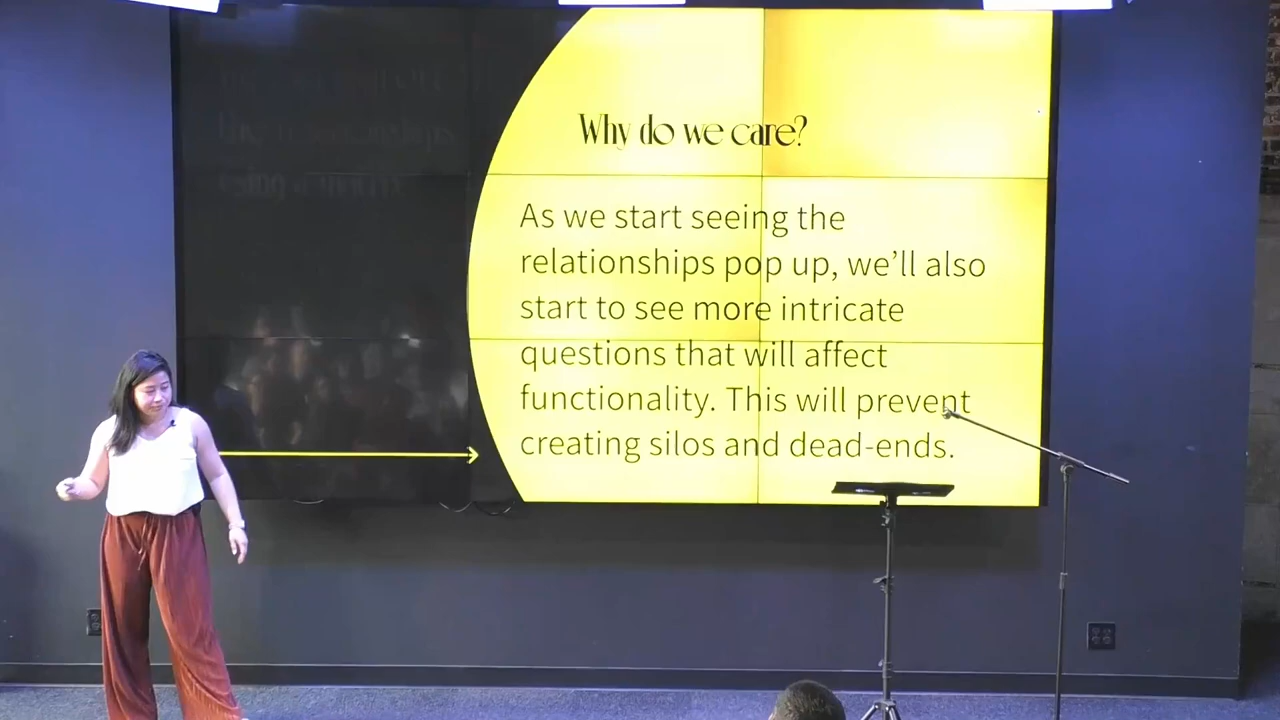 Why do we care?
As we start seeing the
relationships pop up, we’ll also
start to see more intricate
questions that will affect
functionality. This will prevent
creating silos and dead-ends.